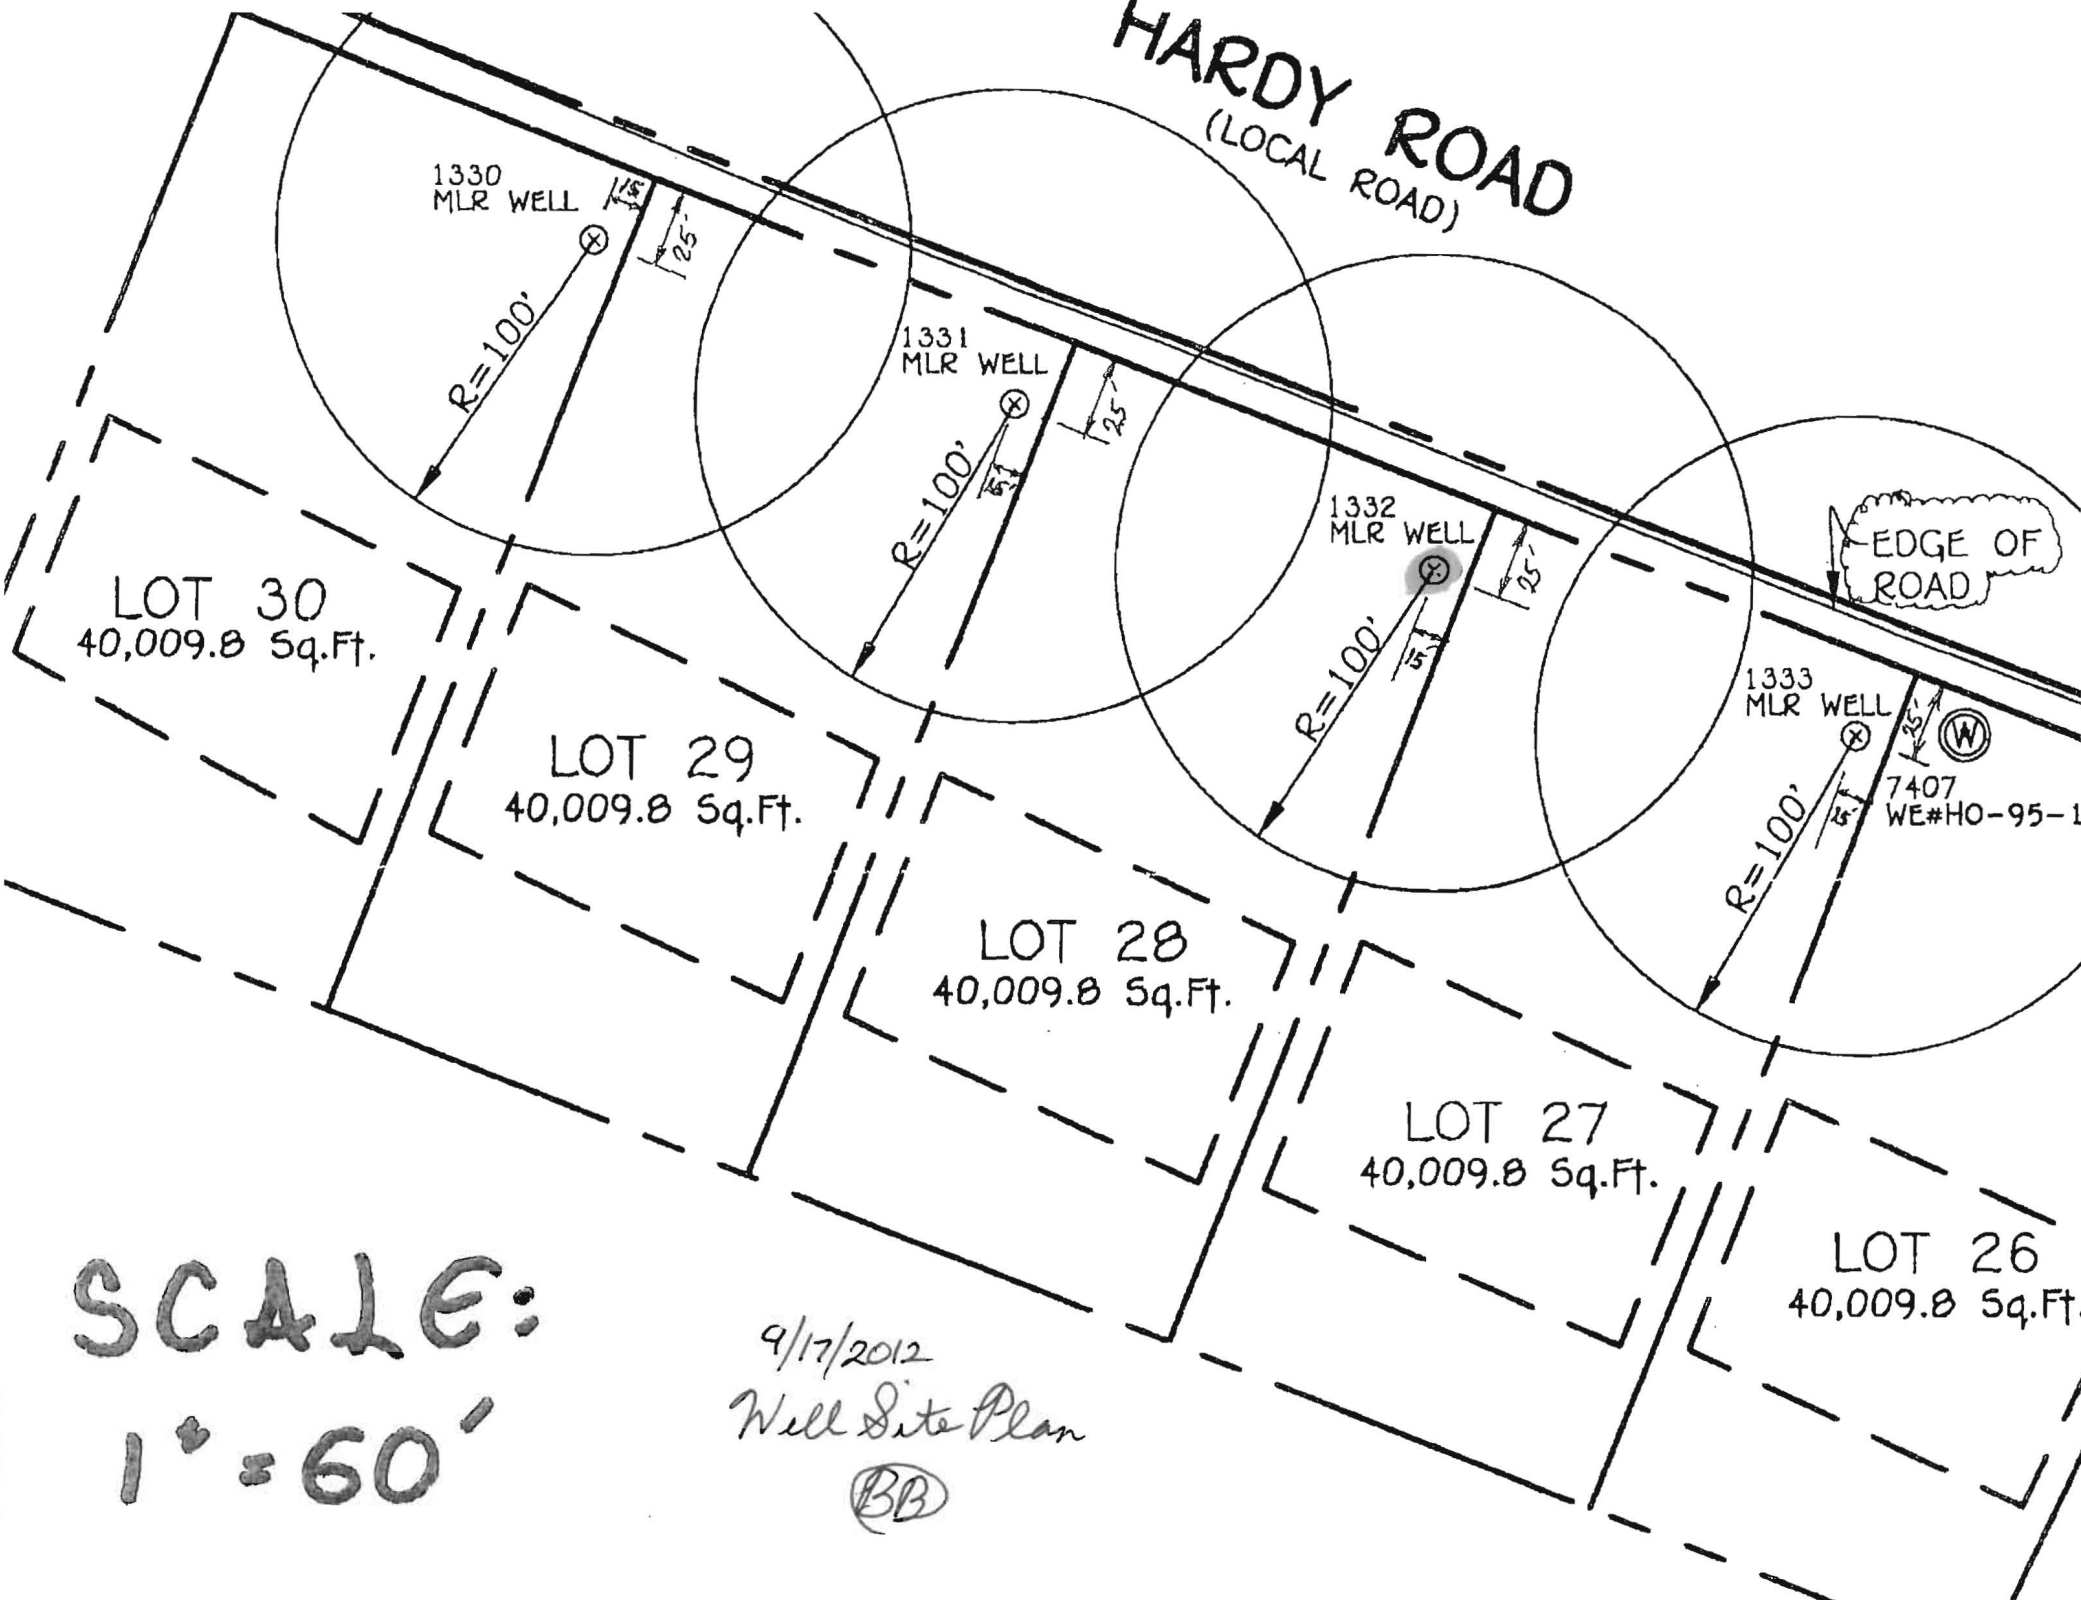 HARDY ROAD
(LOCAL ROAD)
1330
MLR WELL
15'
25'
R=100'
1331
MLR WELL
25'
15'
R=100'
1332
MLR WELL
25'
15'
R=100'
EDGE OF
ROAD
1333
MLR WELL
25'
W
15'
R=100'
7407
WE#HO-95-1
LOT 30
40,009.8 Sq.Ft.
LOT 29
40,009.8 Sq.Ft.
LOT 28
40,009.8 Sq.Ft.
LOT 27
40,009.8 Sq.Ft.
LOT 26
40,009.8 Sq.Ft.
SCALE:
1"=60'
9/17/2012
Well Site Plan
BB